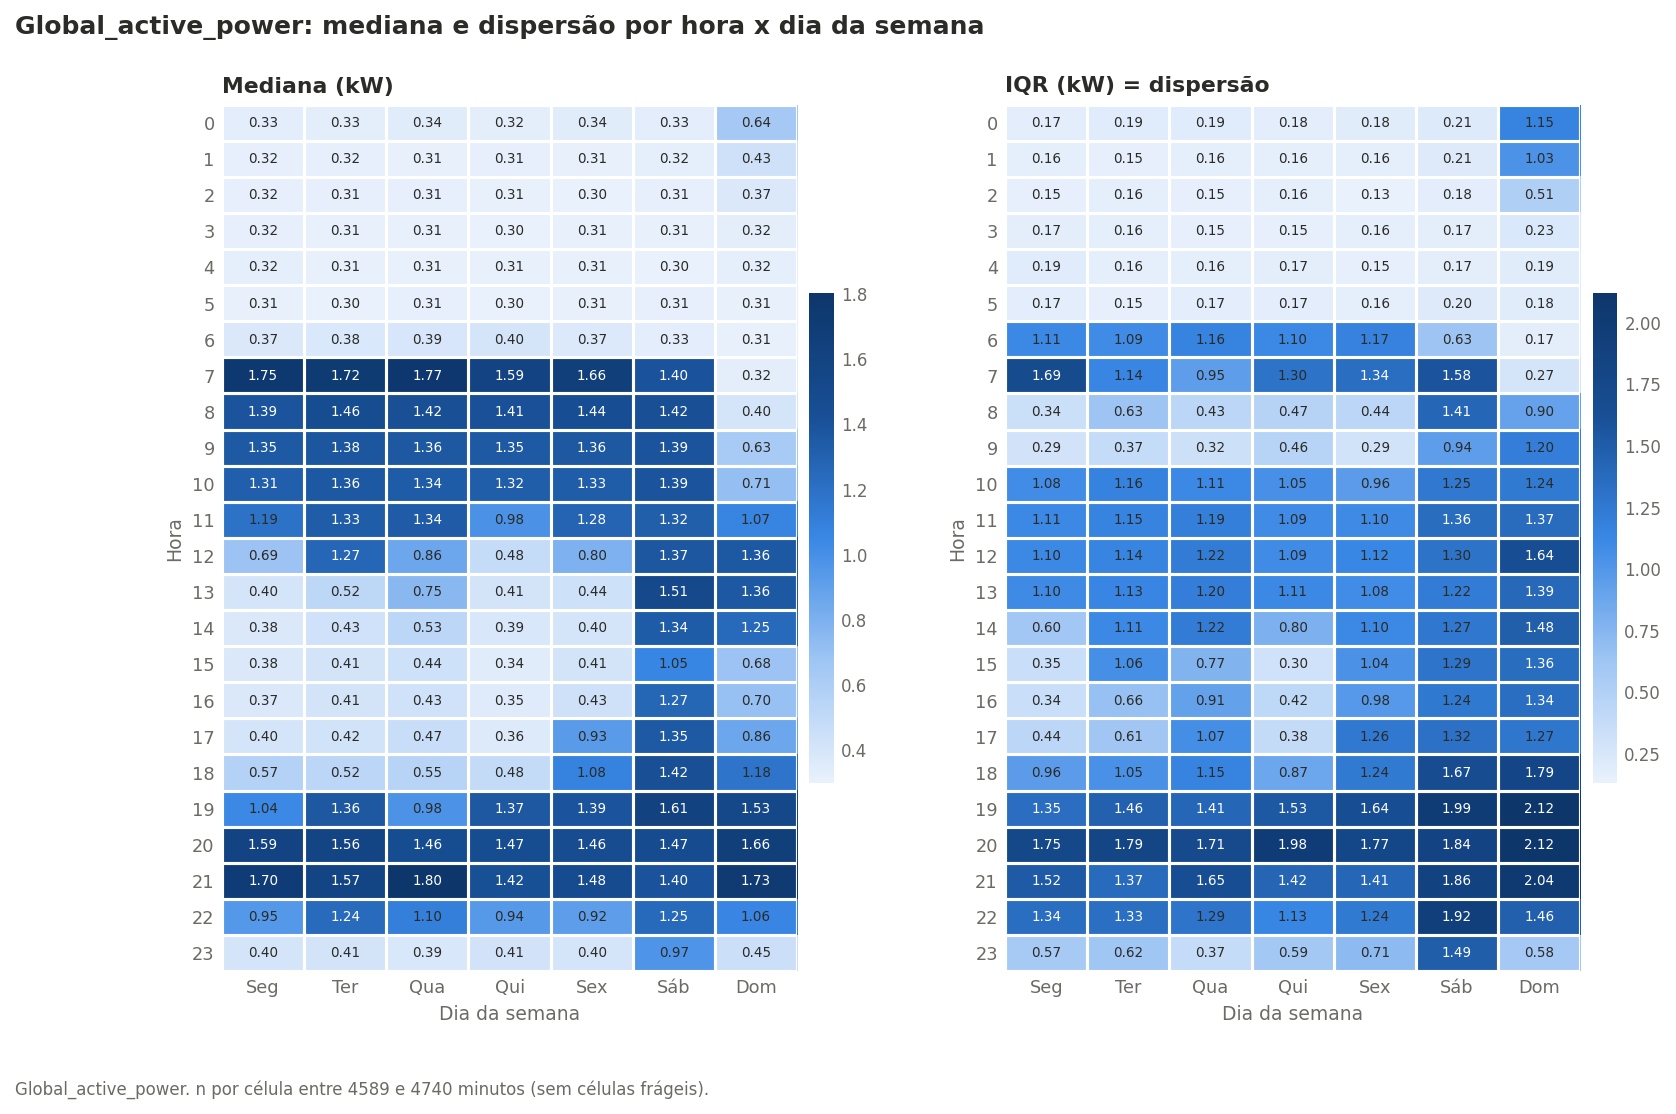 Global_active_power: mediana e dispersão por hora x dia da semana
Mediana (kW)
0 0.33 0.33 0.34 0.32 0.34 0.33 0.64
1 0.32 0.32 0.31 0.31 0.31 0.32 0.43
2 0.32 0.31 0.31 0.31 0.30 0.31 0.37
3 0.32 0.31 0.31 0.30 0.31 0.31 0.32
4 0.32 0.31 0.31 0.31 0.31 0.30 0.32
5 0.31 0.30 0.31 0.30 0.31 0.31 0.31
6 0.37 0.38 0.39 0.40 0.37 0.33 0.31
7 1.75 1.72 1.77 1.59 1.66 1.40 0.32
8 1.39 1.46 1.42 1.41 1.44 1.42 0.40
9 1.35 1.38 1.36 1.35 1.36 1.39 0.63
10 1.31 1.36 1.34 1.32 1.33 1.39 0.71
11 1.19 1.33 1.34 0.98 1.28 1.32 1.07
12 0.69 1.27 0.86 0.48 0.80 1.37 1.36
13 0.40 0.52 0.75 0.41 0.44 1.51 1.36
14 0.38 0.43 0.53 0.39 0.40 1.34 1.25
15 0.38 0.41 0.44 0.34 0.41 1.05 0.68
16 0.37 0.41 0.43 0.35 0.43 1.27 0.70
17 0.40 0.42 0.47 0.36 0.93 1.35 0.86
18 0.57 0.52 0.55 0.48 1.08 1.42 1.18
19 1.04 1.36 0.98 1.37 1.39 1.61 1.53
20 1.59 1.56 1.46 1.47 1.46 1.47 1.66
21 1.70 1.57 1.80 1.42 1.48 1.40 1.73
22 0.95 1.24 1.10 0.94 0.92 1.25 1.06
23 0.40 0.41 0.39 0.41 0.40 0.97 0.45
Seg Ter Qua Qui Sex Sáb Dom
Dia da semana
Hora
1.8
1.6
1.4
1.2
1.0
0.8
0.6
0.4
IQR (kW) = dispersão
0 0.17 0.19 0.19 0.18 0.18 0.21 1.15
1 0.16 0.15 0.16 0.16 0.16 0.21 1.03
2 0.15 0.16 0.15 0.16 0.13 0.18 0.51
3 0.17 0.16 0.15 0.15 0.16 0.17 0.23
4 0.19 0.16 0.16 0.17 0.15 0.17 0.19
5 0.17 0.15 0.17 0.17 0.16 0.20 0.18
6 1.11 1.09 1.16 1.10 1.17 0.63 0.17
7 1.69 1.14 0.95 1.30 1.34 1.58 0.27
8 0.34 0.63 0.43 0.47 0.44 1.41 0.90
9 0.29 0.37 0.32 0.46 0.29 0.94 1.20
10 1.08 1.16 1.11 1.05 0.96 1.25 1.24
11 1.11 1.15 1.19 1.09 1.10 1.36 1.37
12 1.10 1.14 1.22 1.09 1.12 1.30 1.64
13 1.10 1.13 1.20 1.11 1.08 1.22 1.39
14 0.60 1.11 1.22 0.80 1.10 1.27 1.48
15 0.35 1.06 0.77 0.30 1.04 1.29 1.36
16 0.34 0.66 0.91 0.42 0.98 1.24 1.34
17 0.44 0.61 1.07 0.38 1.26 1.32 1.27
18 0.96 1.05 1.15 0.87 1.24 1.67 1.79
19 1.35 1.46 1.41 1.53 1.64 1.99 2.12
20 1.75 1.79 1.71 1.98 1.77 1.84 2.12
21 1.52 1.37 1.65 1.42 1.41 1.86 2.04
22 1.34 1.33 1.29 1.13 1.24 1.92 1.46
23 0.57 0.62 0.37 0.59 0.71 1.49 0.58
Seg Ter Qua Qui Sex Sáb Dom
Dia da semana
Hora
2.00
1.75
1.50
1.25
1.00
0.75
0.50
0.25
Global_active_power. n por célula entre 4589 e 4740 minutos (sem células frágeis).